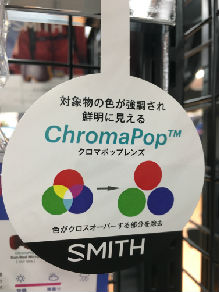 対象物の色が強調され
鮮明に見える
ChromaPop™
クロマポップレンズ
色がクロスオーバーする部分を除去
SMITH